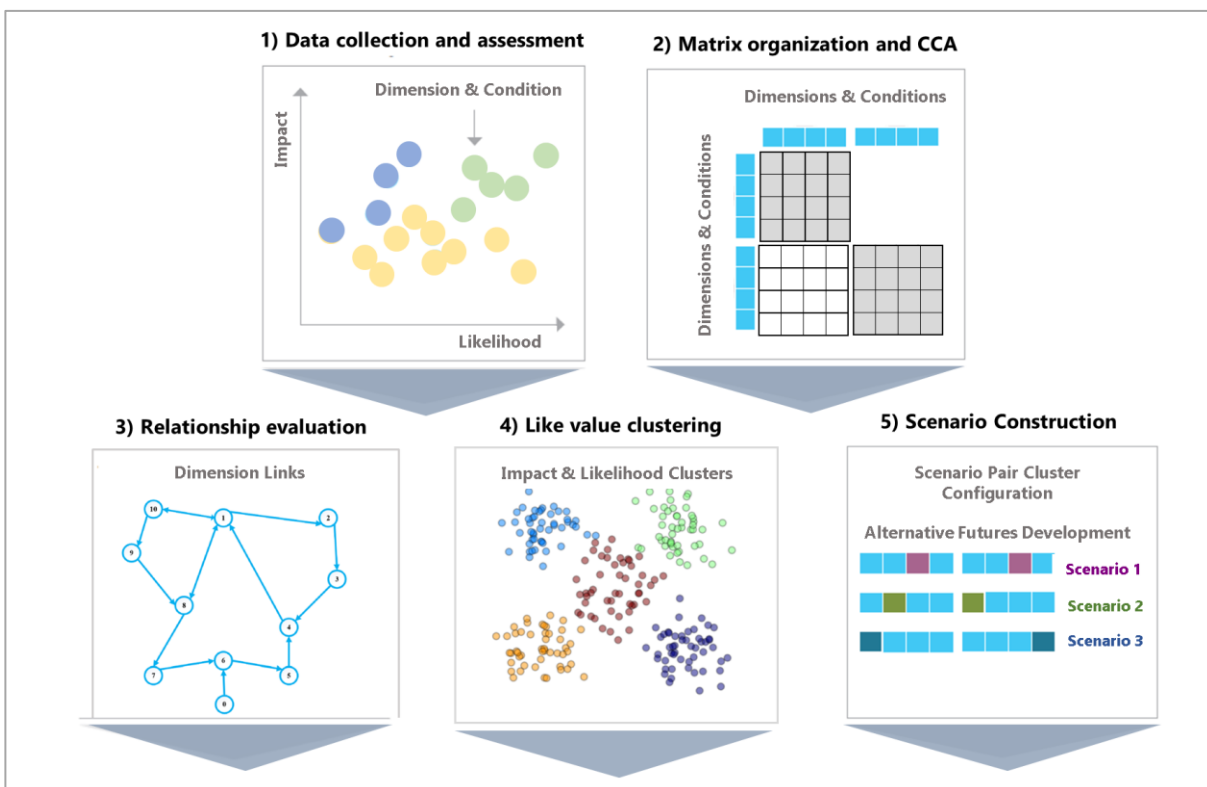 1) Data collection and assessment
Dimension & Condition
Impact
Likelihood
2) Matrix organization and CCA
Dimensions & Conditions
Dimensions & Conditions
3) Relationship evaluation
Dimension Links
10
1
2
9
3
8
4
7
6
5
0
4) Like value clustering
Impact & Likelihood Clusters
5) Scenario Construction
Scenario Pair Cluster
Configuration
Alternative Futures Development
Scenario 1
Scenario 2
Scenario 3